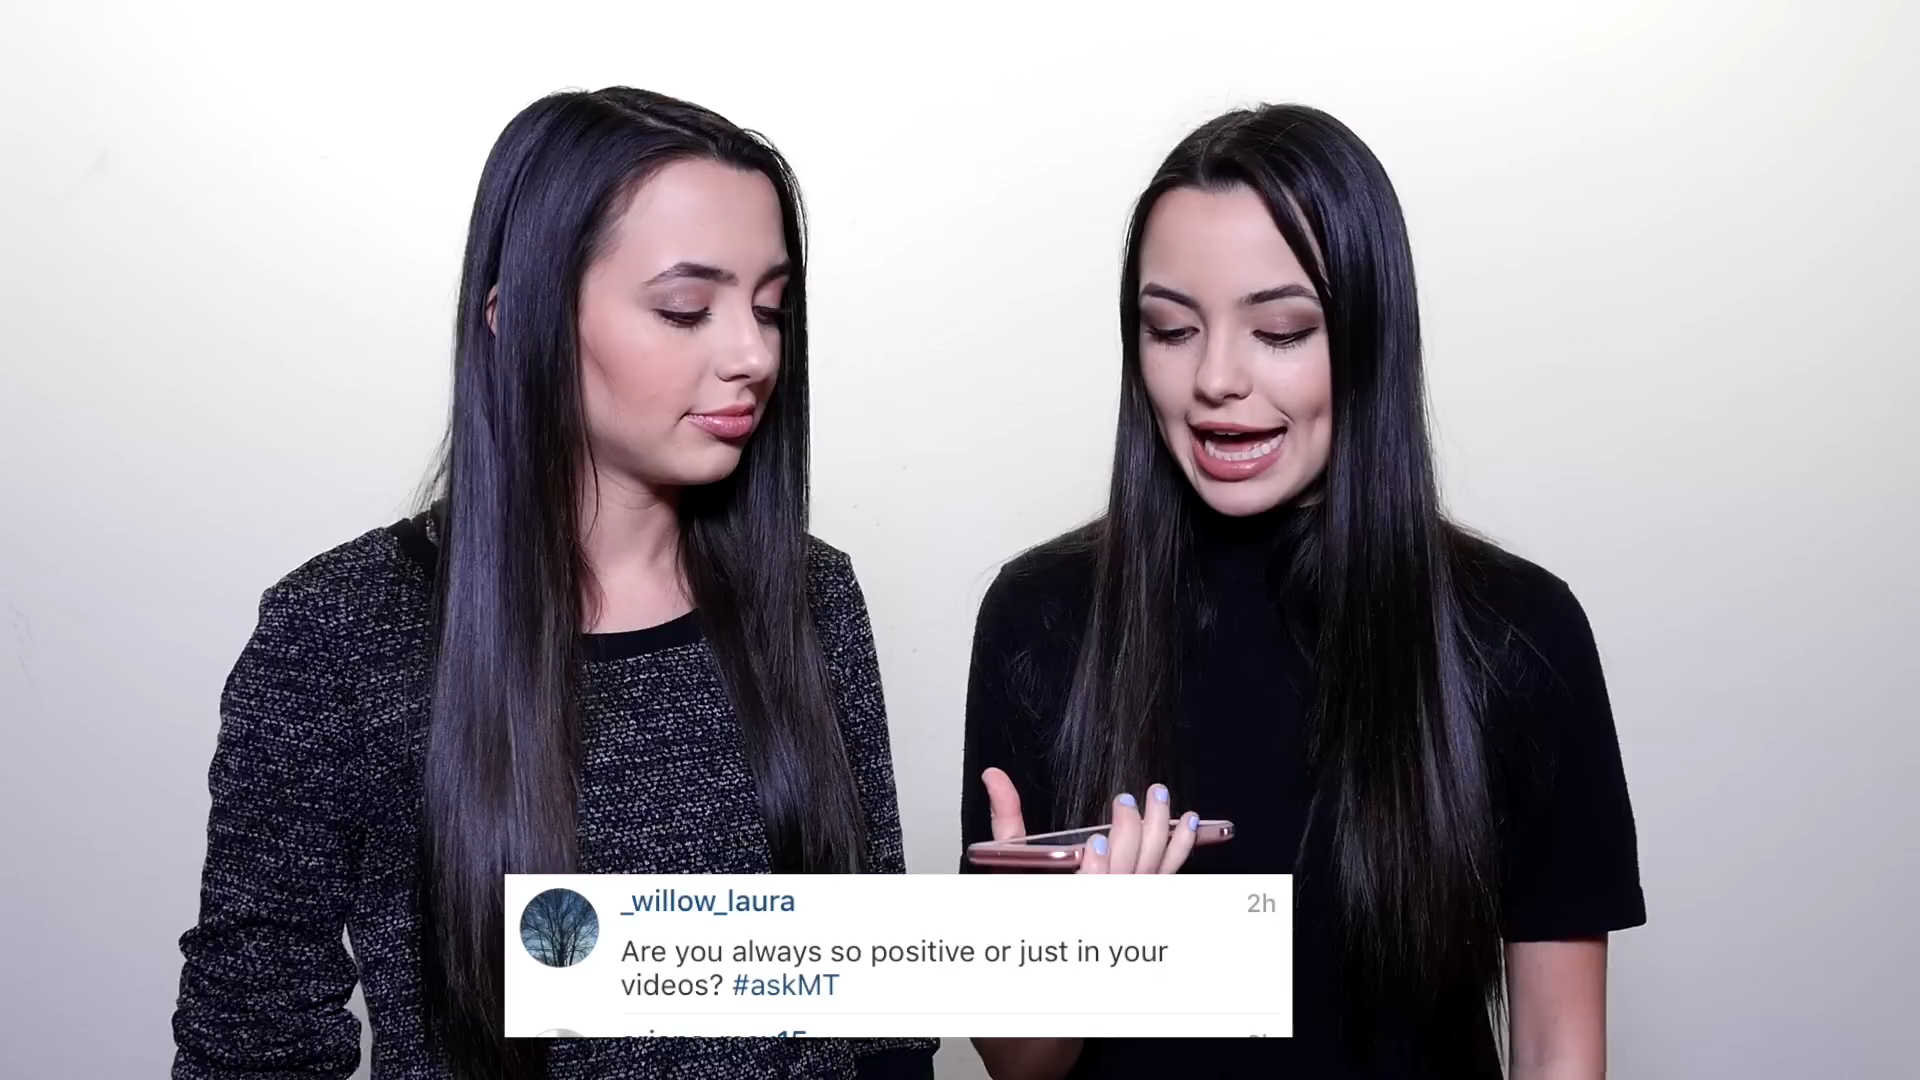 _willow_laura 2h
Are you always so positive or just in your
videos? #askMT